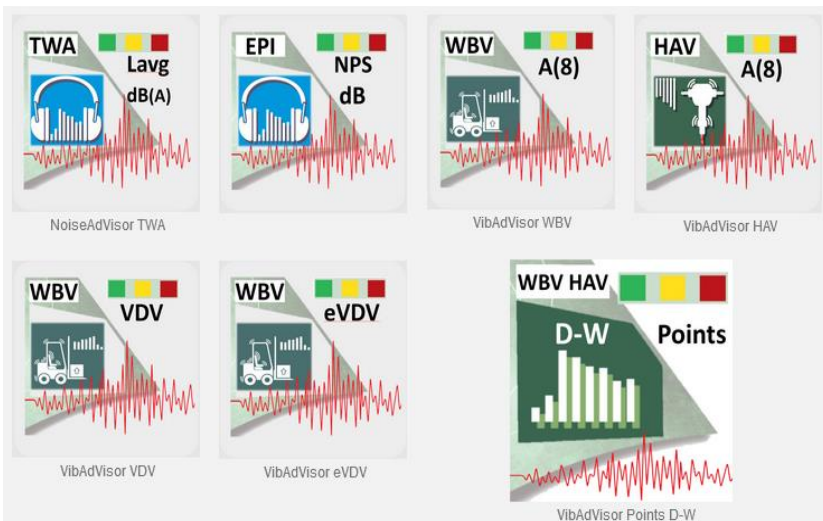 TWA
Lavg
dB(A)
NoiseAdVisor TWA
EPI
NPS
dB
WBV
A(8)
VibAdVisor WBV
HAV
A(8)
VibAdVisor HAV
WBV
VDV
VibAdVisor VDV
WBV
eVDV
VibAdVisor eVDV
WBV HAV
D-W
Points
VibAdVisor Points D-W